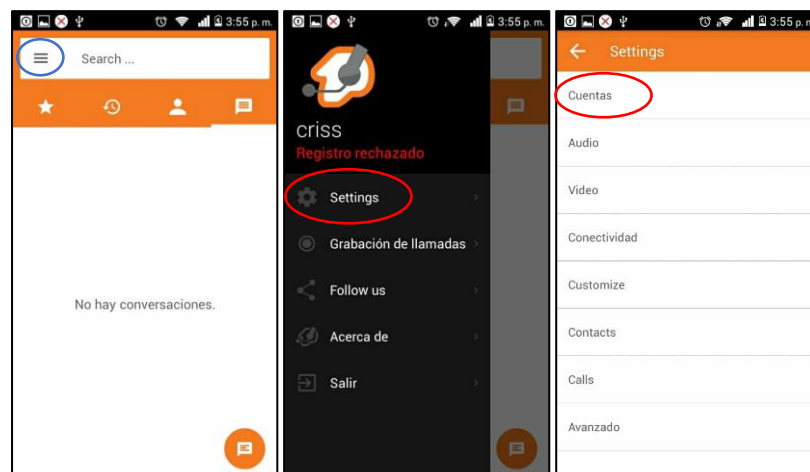 3:55 p. m.
Search ...
No hay conversaciones.
3:55 p. m.
criss
Registro rechazado
Settings
Grabación de llamadas
Follow us
Acerca de
Salir
3:55 p. m
Settings
Cuentas
Audio
Video
Conectividad
Customize
Contacts
Calls
Avanzado